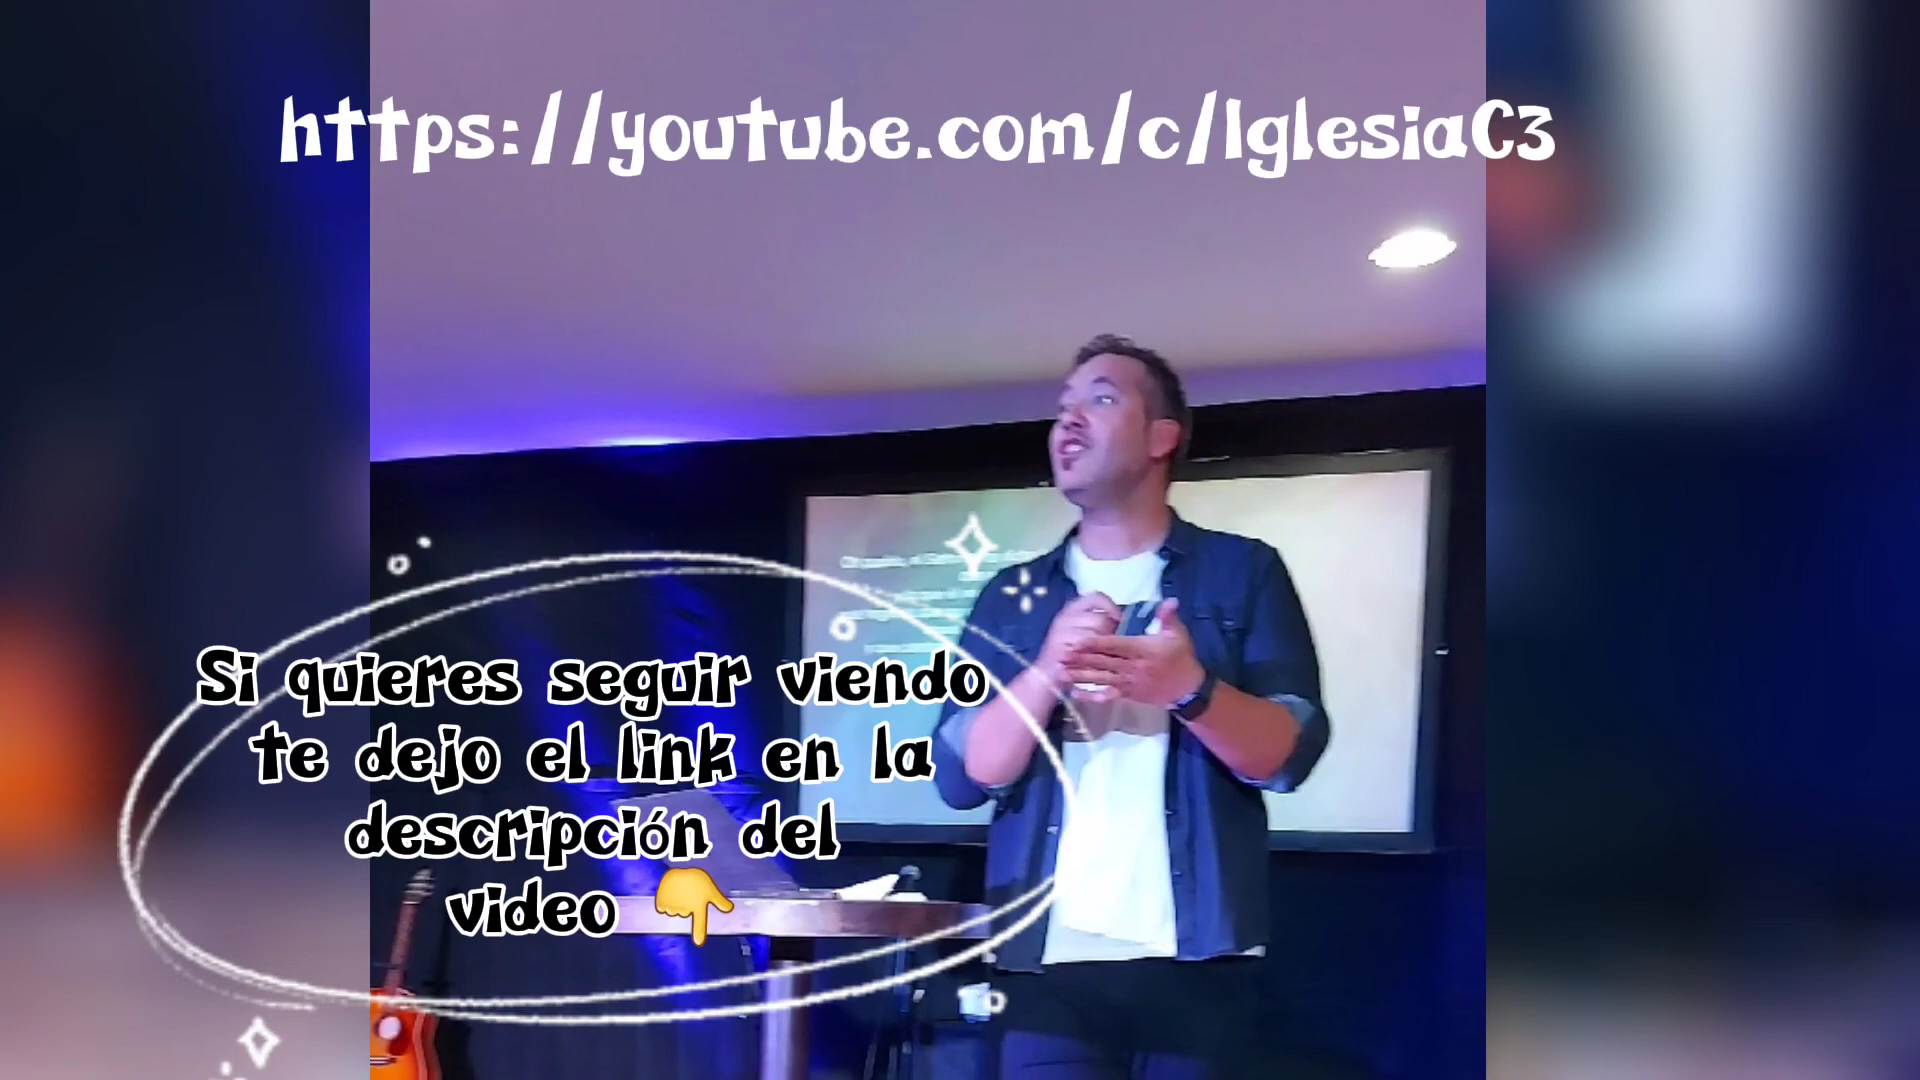 https://youtube.com/c/IglesiaC3
Si quieres seguir viendo
te dejo el link en la
descripción del
video 👇